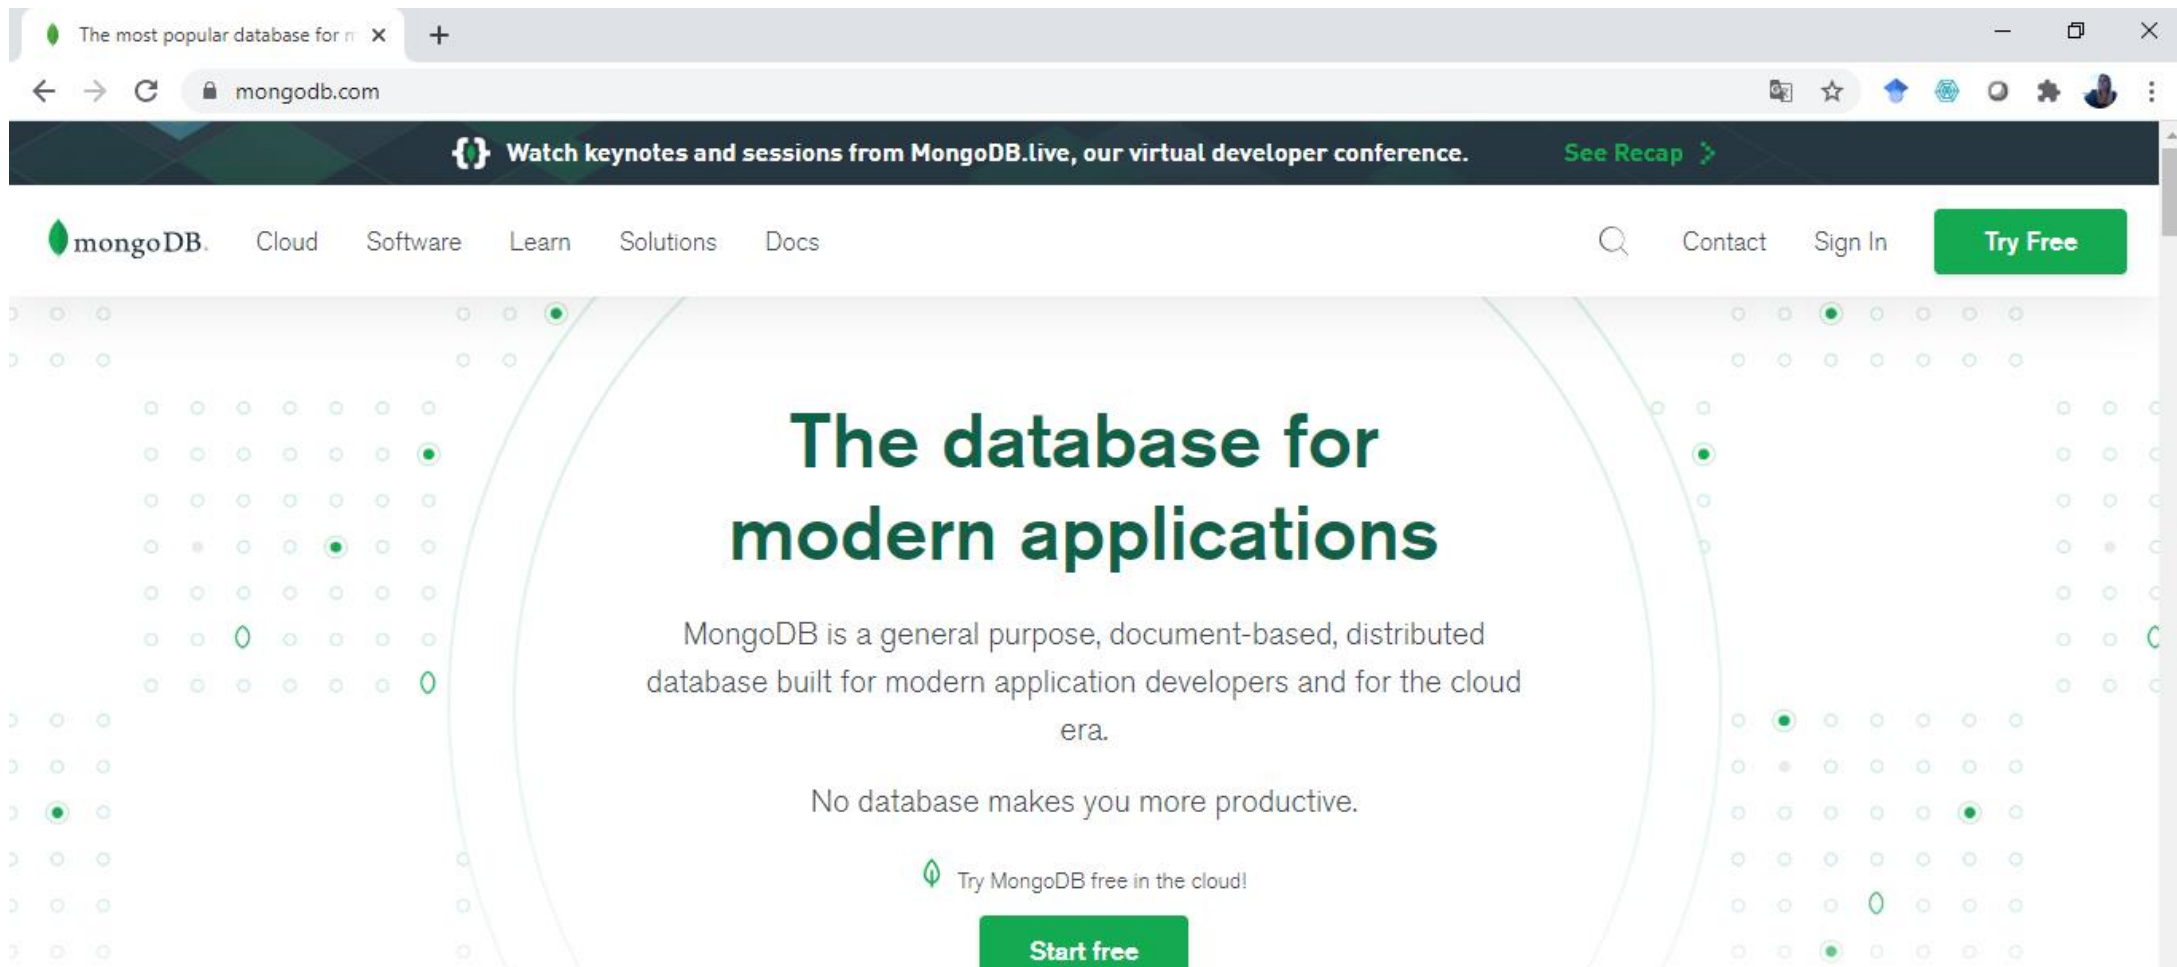 The most popular database for m
mongodb.com
Watch keynotes and sessions from MongoDB.live, our virtual developer conference. See Recap
mongoDB. Cloud Software Learn Solutions Docs Contact Sign In Try Free
The database for
modern applications
MongoDB is a general purpose, document-based, distributed
database built for modern application developers and for the cloud
era.
No database makes you more productive.
Try MongoDB free in the cloud!
Start free